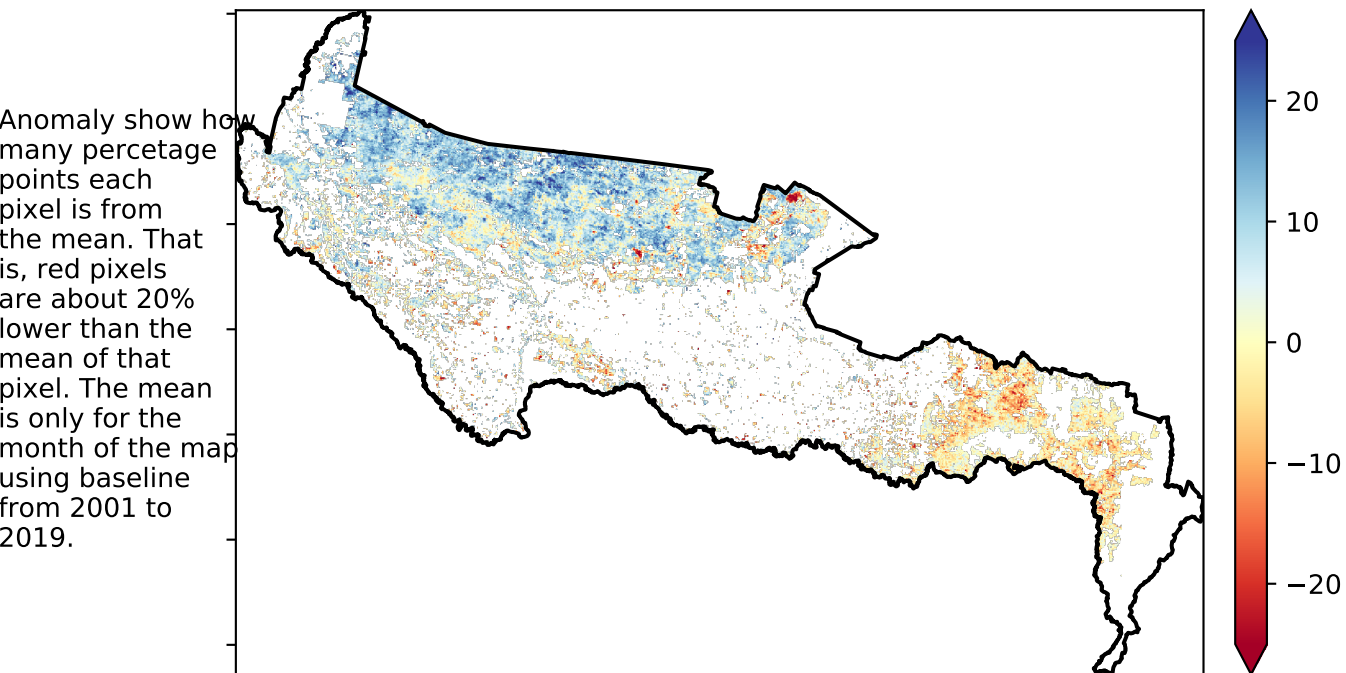 Anomaly show how
many percetage
points each
pixel is from
the mean. That
is, red pixels
are about 20%
lower than the
mean of that
pixel. The mean
is only for the
month of the map
using baseline
from 2001 to
2019.
20
10
0
−10
−20